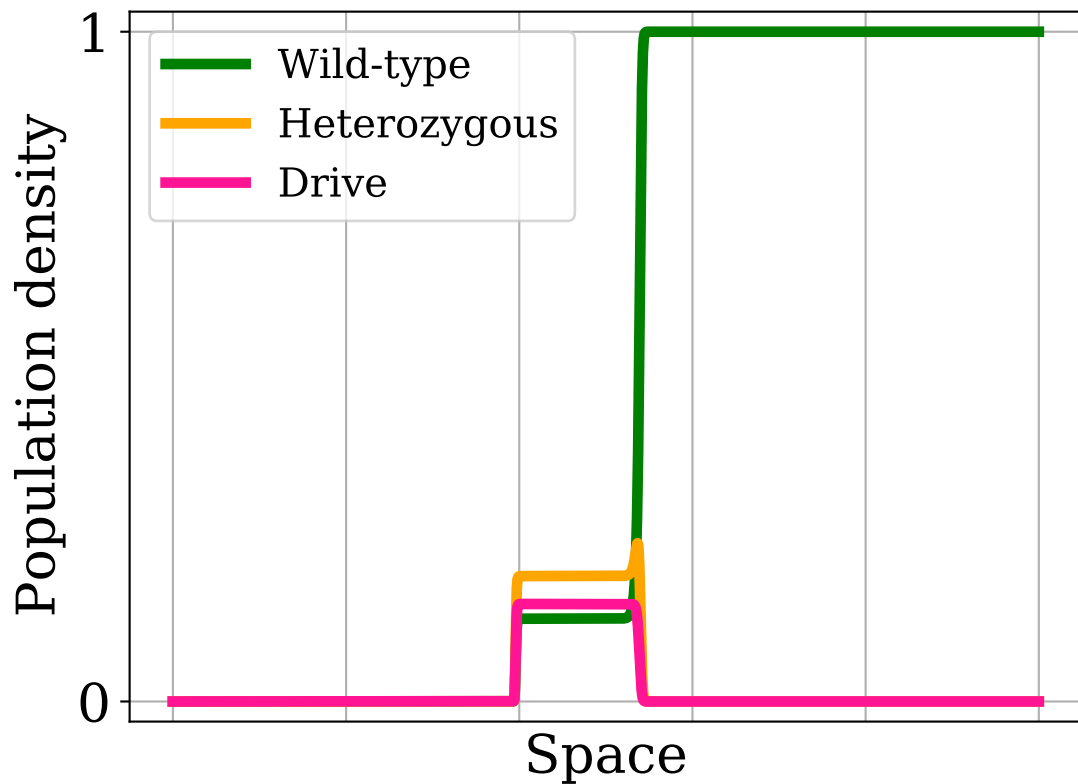 1
Wild-type
Heterozygous
Drive
Population density
0
Space